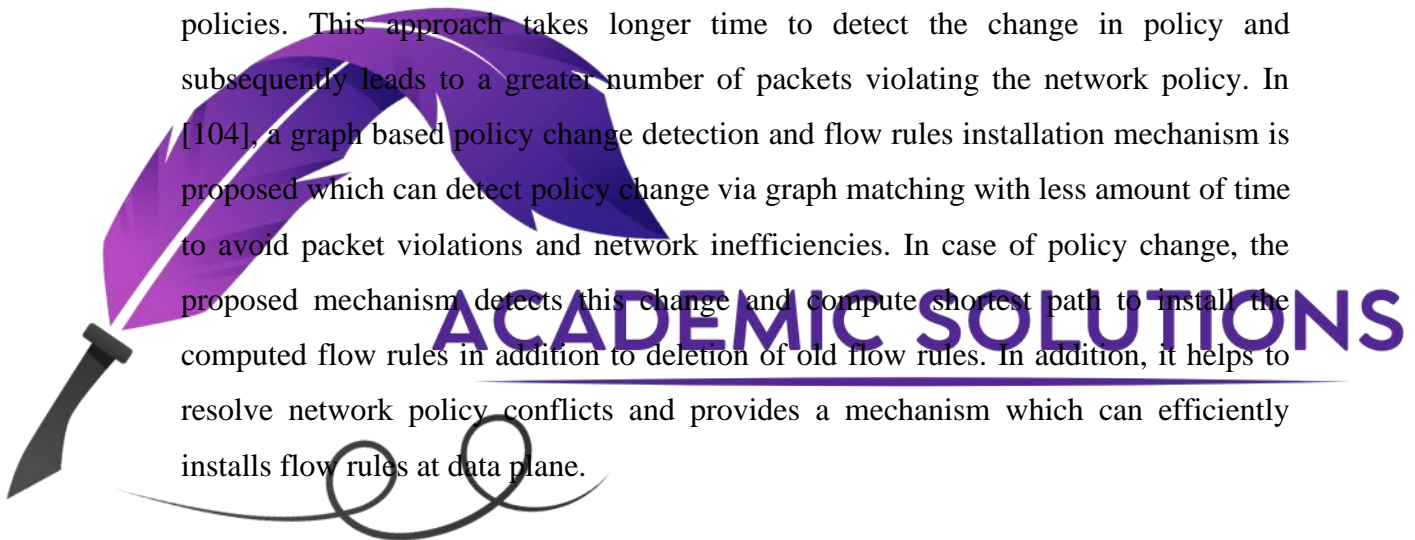 policies. This approach takes longer time to detect the change in policy and
subsequently leads to a greater number of packets violating the network policy. In
[104], a graph based policy change detection and flow rules installation mechanism is
proposed which can detect policy change via graph matching with less amount of time
to avoid packet violations and network inefficiencies. In case of policy change, the
proposed mechanism detects this change and compute shortest path to install the
ACADEMIC SOLUTIONS
computed flow rules in addition to deletion of old flow rules. In addition, it helps to
resolve network policy conflicts and provides a mechanism which can efficiently
installs flow rules at data plane.